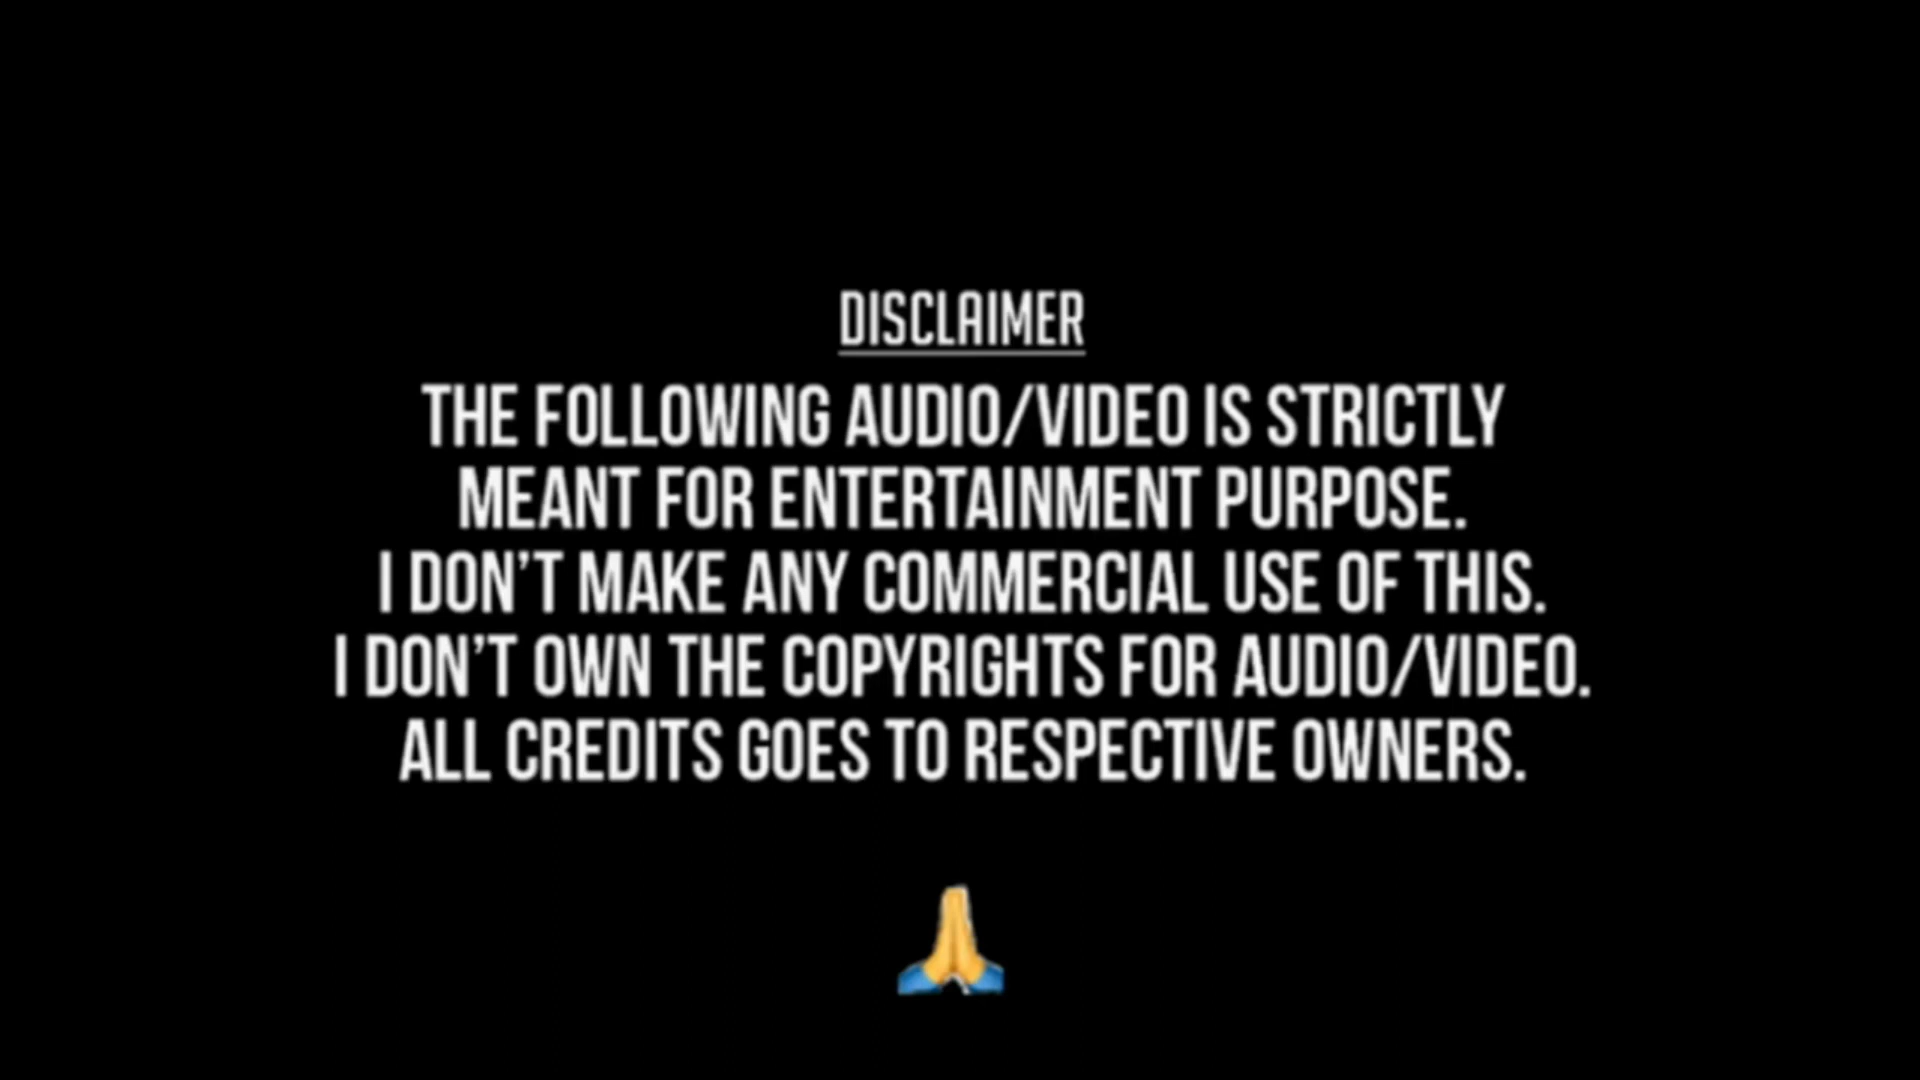 DISCLAIMER
THE FOLLOWING AUDIO/VIDEO IS STRICTLY
MEANT FOR ENTERTAINMENT PURPOSE.
I DON’T MAKE ANY COMMERCIAL USE OF THIS.
I DON’T OWN THE COPYRIGHTS FOR AUDIO/VIDEO.
ALL CREDITS GOES TO RESPECTIVE OWNERS.